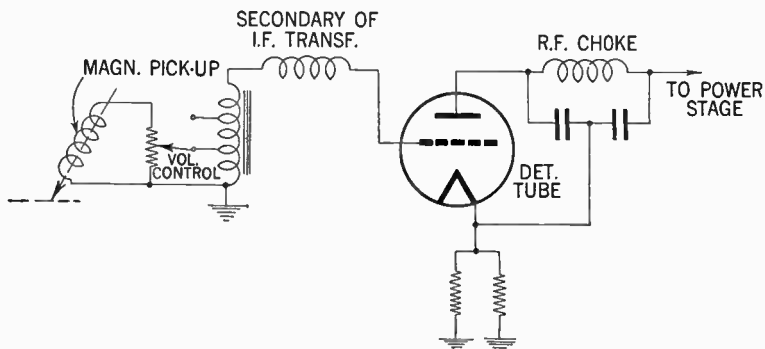 SECONDARY OF
I.F. TRANSF.
MAGN. PICK-UP
VOL.
CONTROL
R.F. CHOKE
TO POWER
STAGE
DET.
TUBE